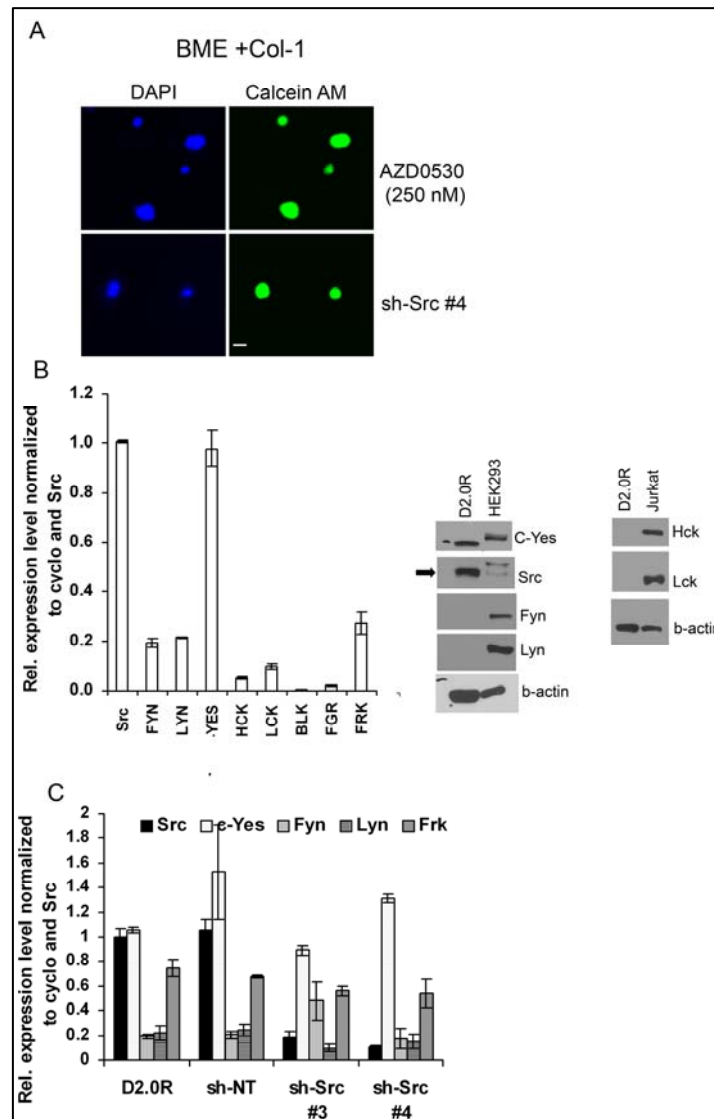 A
BME +Col-1
DAPI
Calcein AM
AZD0530
(250 nM)
sh-Src #4
B
Rel. expression level normalized
to cyclo and Src
1.2
1.0
0.8
0.6
0.4
0.2
0.0
Src
FYN
LYN
.YES
HCK
LCK
BLK
FGR
FRK
D2.0R
HEK293
C-Yes
Src
Fyn
Lyn
b-actin
D2.0R
Jurkat
Hck
Lck
b-actin
C
Rel. expression level normalized
to cyclo and Src
2
1.8
1.6
1.4
1.2
1
0.8
0.6
0.4
0.2
0
Src
c-Yes
Fyn
Lyn
Frk
D2.0R
sh-NT
sh-Src
#3
sh-Src
#4